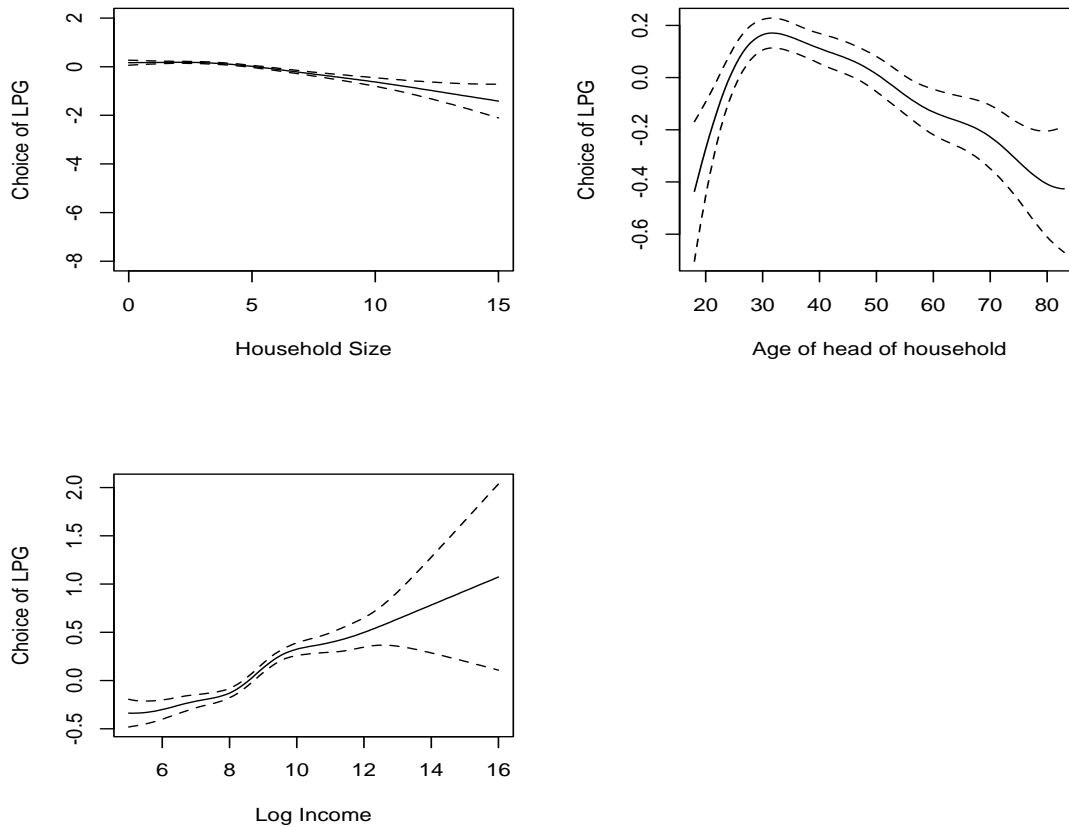 2
0
-2
-4
-6
-8
Choice of LPG
0 5 10 15
Household Size
0.2
0.0
-0.2
-0.4
-0.6
Choice of LPG
20 30 40 50 60 70 80
Age of head of household
2.0
1.5
1.0
0.5
0.0
-0.5
Choice of LPG
6 8 10 12 14 16
Log Income